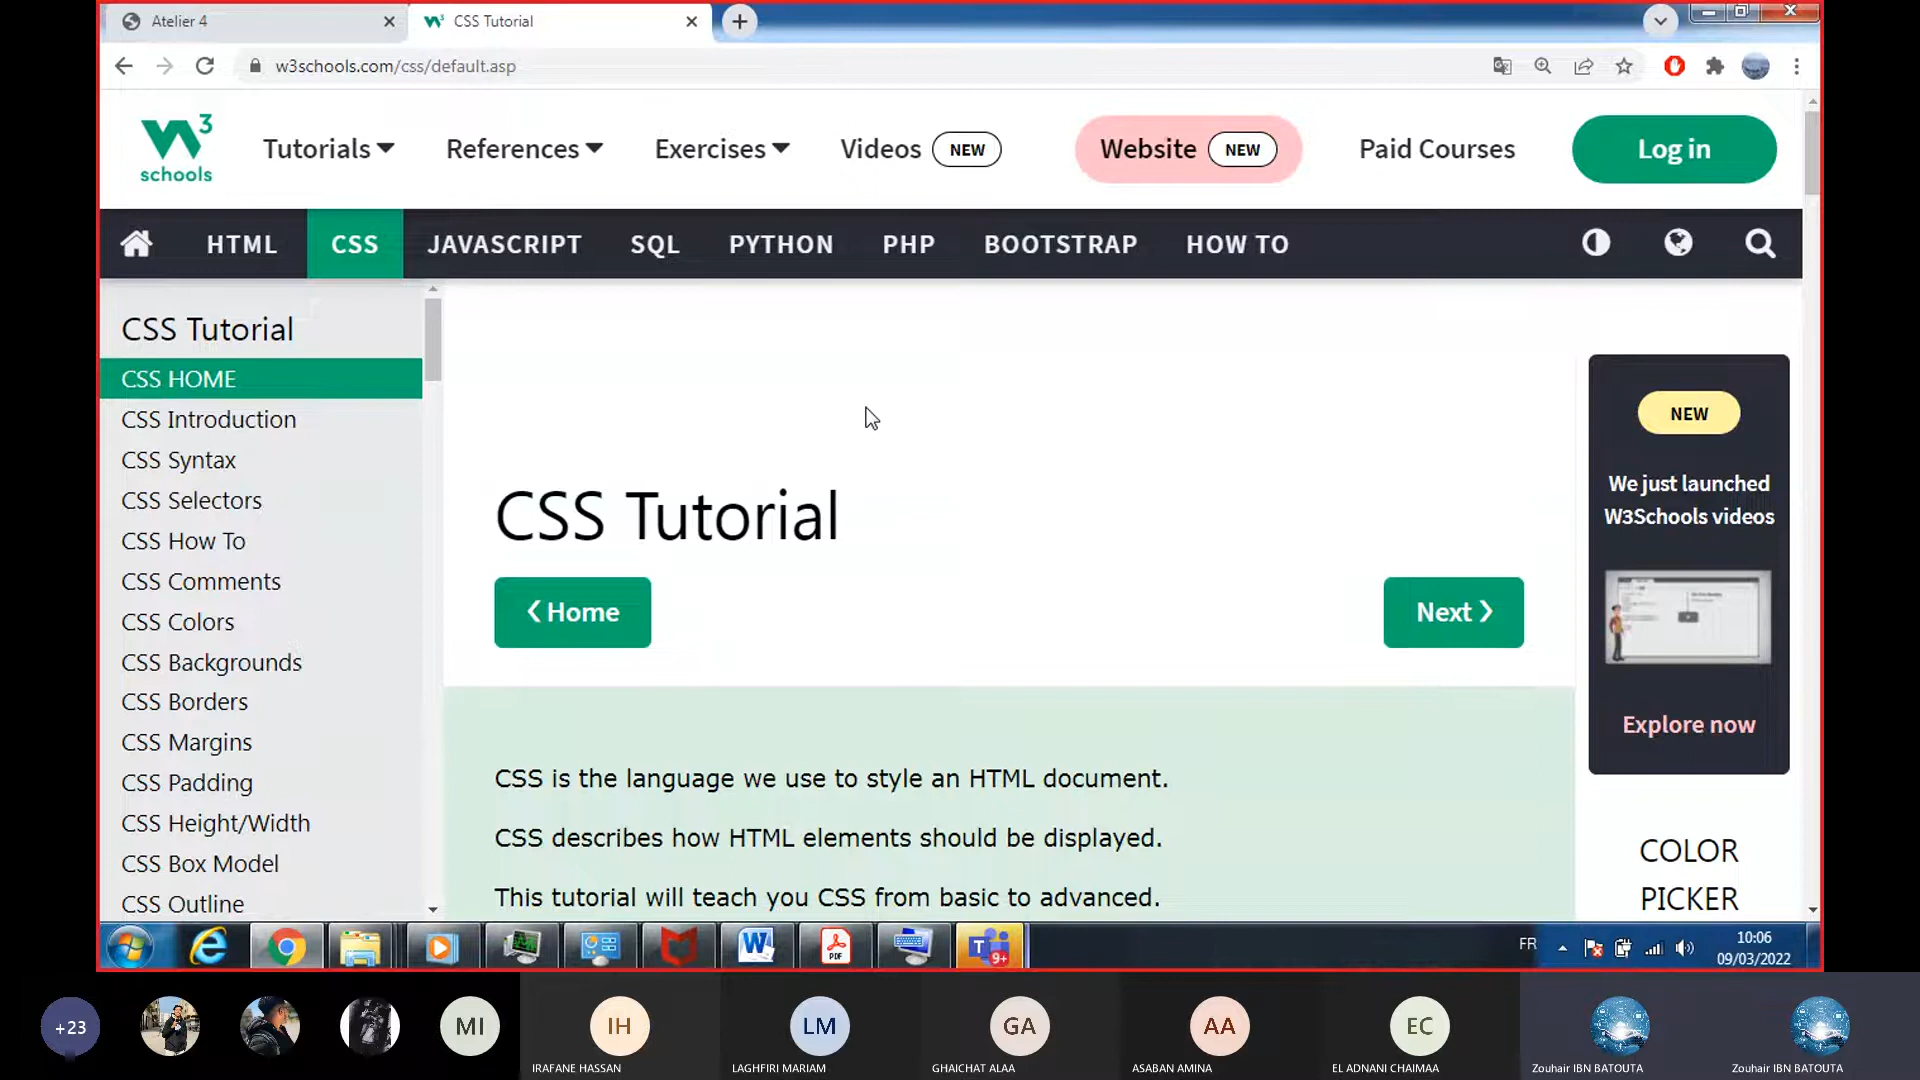 Atelier 4
CSS Tutorial
w3schools.com/css/default.asp
W3
schools
Tutorials
References
Exercises
Videos
NEW
Website
NEW
Paid Courses
Log in
HTML
CSS
JAVASCRIPT
SQL
PYTHON
PHP
BOOTSTRAP
HOW TO
CSS Tutorial
CSS HOME
CSS Introduction
CSS Syntax
CSS Selectors
CSS How To
CSS Comments
CSS Colors
CSS Backgrounds
CSS Borders
CSS Margins
CSS Padding
CSS Height/Width
CSS Box Model
CSS Outline
CSS Tutorial
❮ Home
Next ❯
CSS is the language we use to style an HTML document.
CSS describes how HTML elements should be displayed.
This tutorial will teach you CSS from basic to advanced.
NEW
We just launched
W3Schools videos
Explore now
COLOR
PICKER
W
PDF
T
9+
FR
10:06
09/03/2022
+23
MI
IH
IRAFANE HASSAN
LM
LAGHFIRI MARIAM
GA
GHAICHAT ALAA
AA
ASABAN AMINA
EC
EL ADNANI CHAIMAA
Zouhair IBN BATOUTA
Zouhair IBN BATOUTA